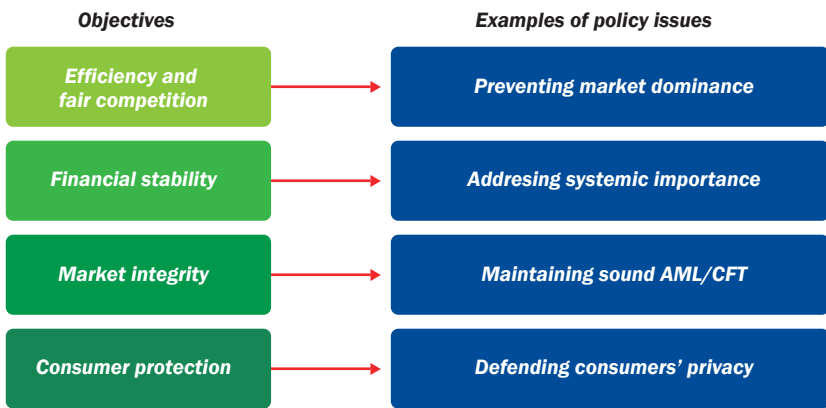 Objectives
Examples of policy issues
Efficiency and
fair competition
Preventing market dominance
Financial stability
Addresing systemic importance
Market integrity
Maintaining sound AML/CFT
Consumer protection
Defending consumers’ privacy